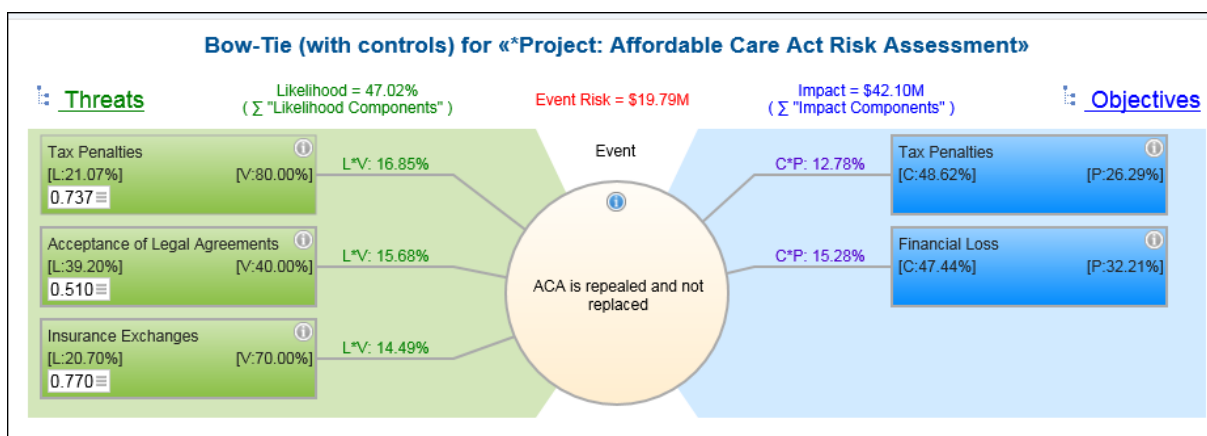 Bow-Tie (with controls) for «*Project: Affordable Care Act Risk Assessment»
Threats
Likelihood = 47.02%
( ∑ "Likelihood Components" )
Event Risk = $19.79M
Impact = $42.10M
( ∑ "Impact Components" )
Objectives
Tax Penalties
[L:21.07%] [V:80.00%]
0.737
L*V: 16.85%
Acceptance of Legal Agreements
[L:39.20%] [V:40.00%]
0.510
L*V: 15.68%
Insurance Exchanges
[L:20.70%] [V:70.00%]
0.770
L*V: 14.49%
Event
ACA is repealed and not
replaced
C*P: 12.78%
Tax Penalties
[C:48.62%] [P:26.29%]
C*P: 15.28%
Financial Loss
[C:47.44%] [P:32.21%]